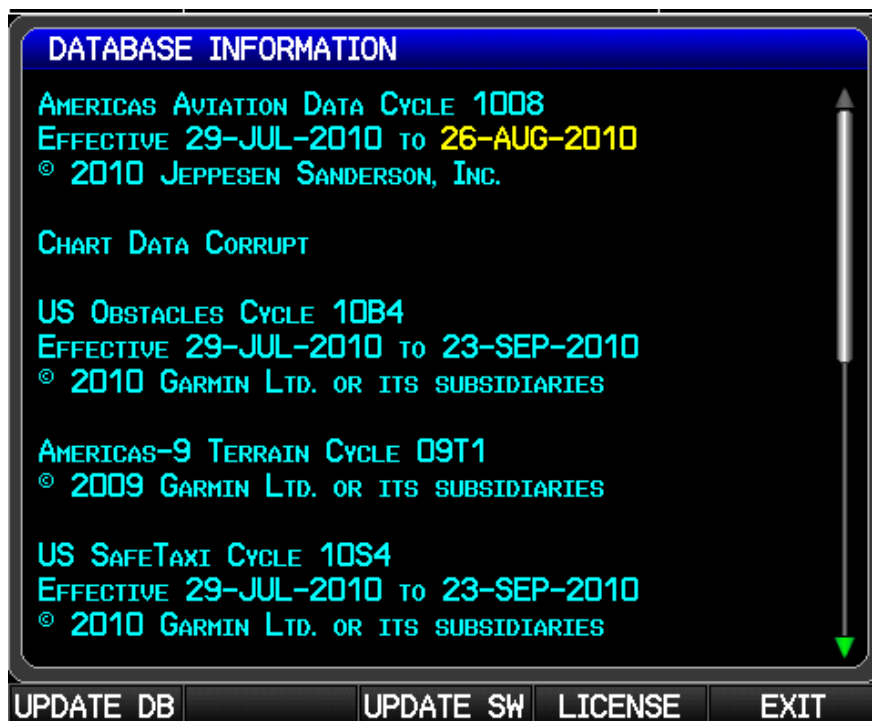 DATABASE INFORMATION
AMERICAS AVIATION DATA CYCLE 1008
EFFECTIVE 29-JUL-2010 TO 26-AUG-2010
© 2010 JEPPESEN SANDERSON, INC.
CHART DATA CORRUPT
US OBSTACLES CYCLE 10B4
EFFECTIVE 29-JUL-2010 TO 23-SEP-2010
© 2010 GARMIN LTD. OR ITS SUBSIDIARIES
AMERICAS-9 TERRAIN CYCLE 09T1
© 2009 GARMIN LTD. OR ITS SUBSIDIARIES
US SAFETAXI CYCLE 10S4
EFFECTIVE 29-JUL-2010 TO 23-SEP-2010
© 2010 GARMIN LTD. OR ITS SUBSIDIARIES
UPDATE DB UPDATE SW LICENSE EXIT